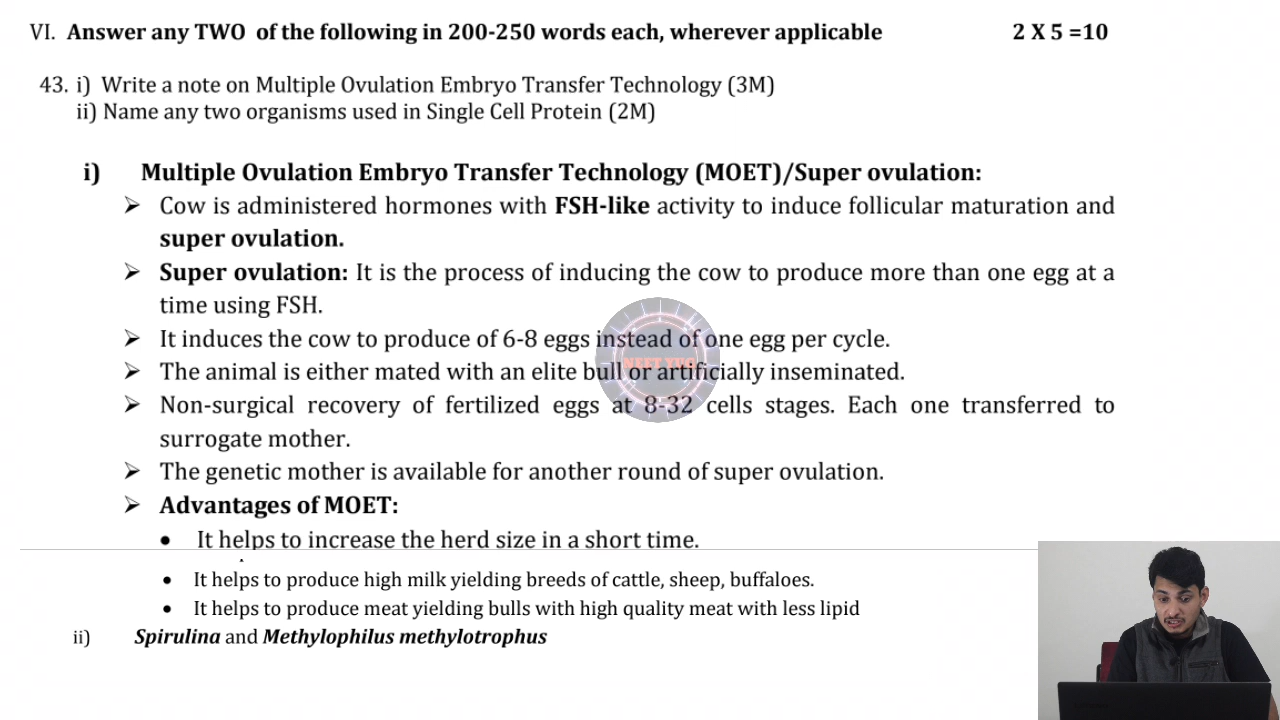 VI. Answer any TWO of the following in 200-250 words each, wherever applicable 2 X 5 =10
43. i) Write a note on Multiple Ovulation Embryo Transfer Technology (3M)
ii) Name any two organisms used in Single Cell Protein (2M)
i) Multiple Ovulation Embryo Transfer Technology (MOET)/Super ovulation:
➢ Cow is administered hormones with FSH-like activity to induce follicular maturation and
super ovulation.
➢ Super ovulation: It is the process of inducing the cow to produce more than one egg at a
time using FSH.
➢ It induces the cow to produce of 6-8 eggs instead of one egg per cycle.
➢ The animal is either mated with an elite bull or artificially inseminated.
NEET YUG
➢ Non-surgical recovery of fertilized eggs at 8-32 cells stages. Each one transferred to
surrogate mother.
➢ The genetic mother is available for another round of super ovulation.
➢ Advantages of MOET:
• It helps to increase the herd size in a short time.
• It helps to produce high milk yielding breeds of cattle, sheep, buffaloes.
• It helps to produce meat yielding bulls with high quality meat with less lipid
ii) Spirulina and Methylophilus methylotrophus